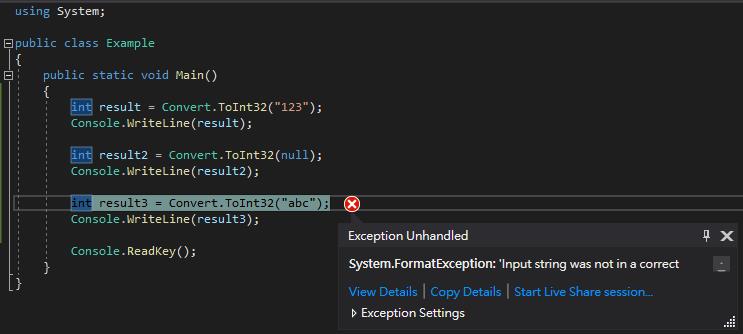 using System;
public class Example
{
public static void Main()
{
int result = Convert.ToInt32("123");
Console.WriteLine(result);
int result2 = Convert.ToInt32(null);
Console.WriteLine(result2);
int result3 = Convert.ToInt32("abc");
Console.WriteLine(result3);
Console.ReadKey();
}
}
Exception Unhandled
System.FormatException: 'Input string was not in a correct
View Details | Copy Details | Start Live Share session...
Exception Settings